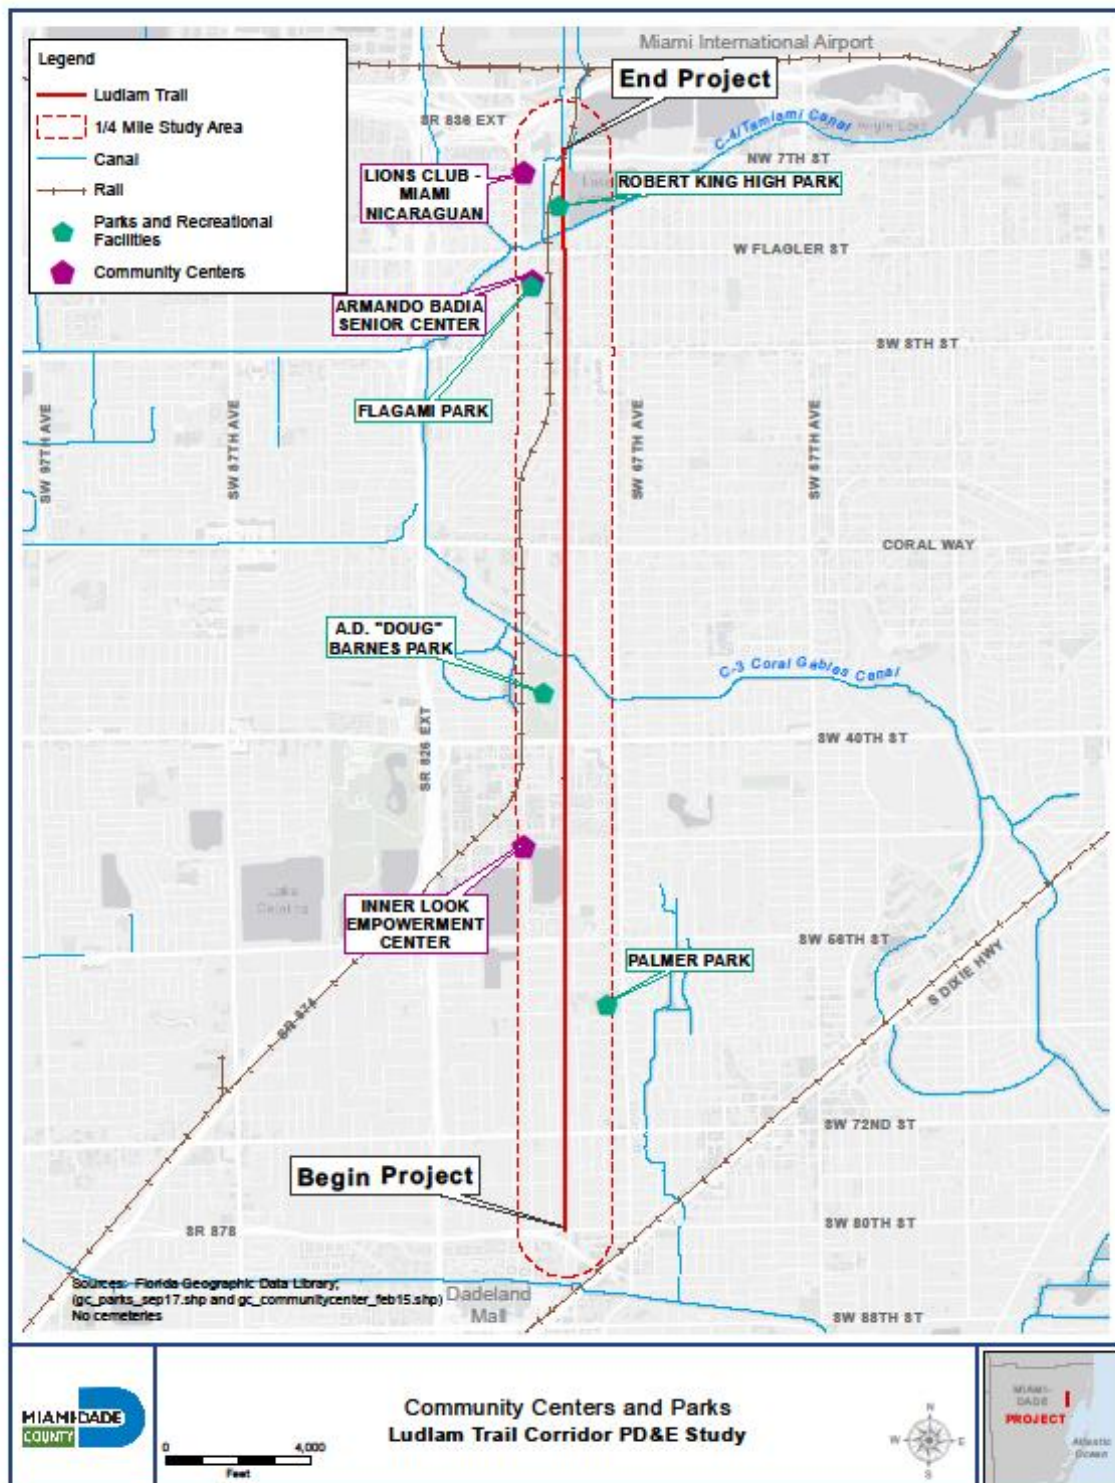 Legend
Ludlam Trail
1/4 Mile Study Area
Canal
Rail
Parks and Recreational
Facilities
Community Centers
Miami International Airport
End Project
SR 836 EXT
C-4/Tamiami Canal
NW 7TH ST
LIONS CLUB -
MIAMI
NICARAGUAN
ROBERT KING HIGH PARK
W FLAGLER ST
ARMANDO BADIA
SENIOR CENTER
SW 8TH ST
FLAGAMI PARK
SW 97TH AVE
SW 87TH AVE
SW 67TH AVE
SW 57TH AVE
CORAL WAY
A.D. "DOUG"
BARNES PARK
C-3 Coral Gables Canal
SR 826 EXT
SW 40TH ST
INNER LOOK
EMPOWERMENT
CENTER
SW 56TH ST
PALMER PARK
S DIXIE HWY
SR 874
SW 72ND ST
Begin Project
SR 878
SW 80TH ST
Sources: Florida Geographic Data Library;
(gc_parks_sep17.shp and gc_communitycenter_feb15.shp)
No cemeteries
Dadeland
Mall
SW 88TH ST
MIAMI-DADE
COUNTY
0 4,000
Feet
Community Centers and Parks
Ludlam Trail Corridor PD&E Study
N
W E
S
MIAMI-
DADE
PROJECT
Atlantic
Ocean